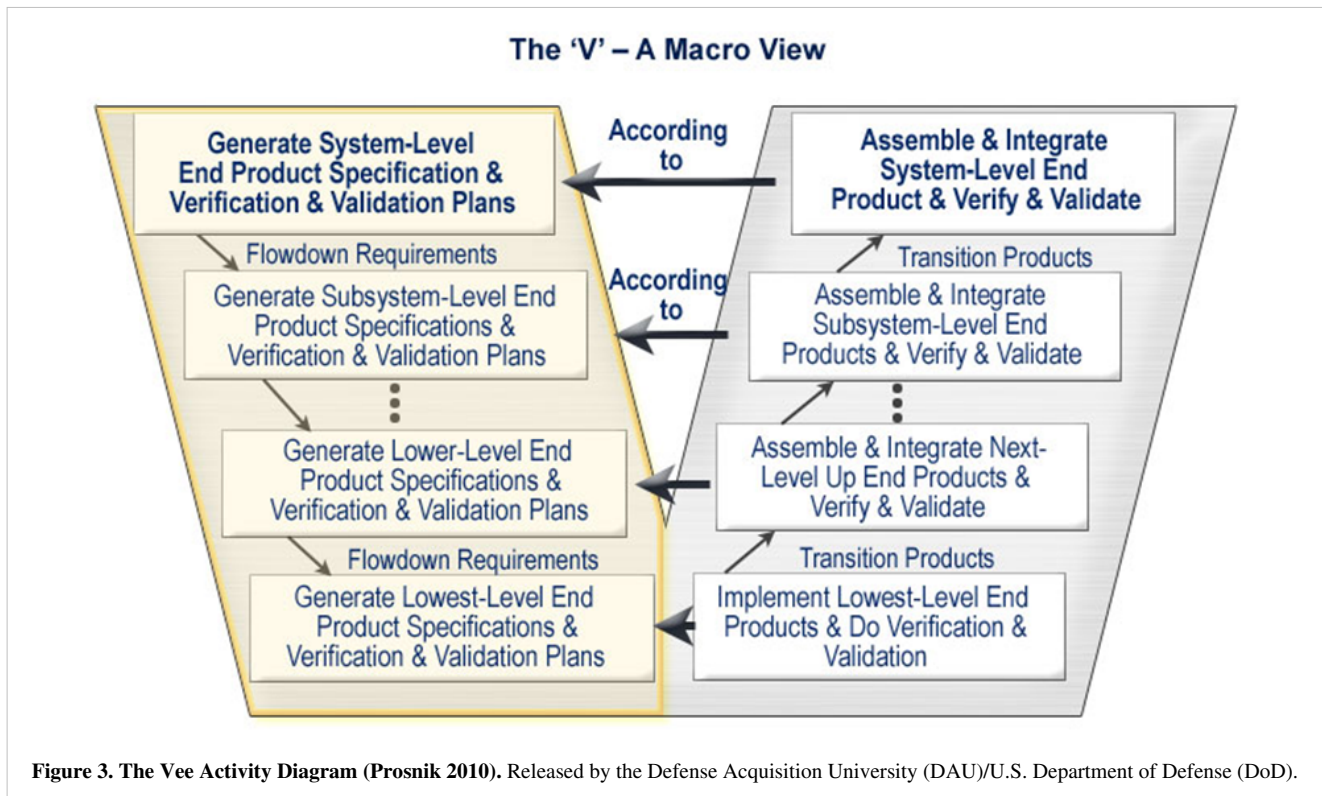 The 'V' – A Macro View
Generate System-Level
End Product Specification &
Verification & Validation Plans
According
to
Assemble & Integrate
System-Level End
Product & Verify & Validate
Flowdown Requirements
Transition Products
Generate Subsystem-Level End
Product Specifications &
Verification & Validation Plans
According
to
Assemble & Integrate
Subsystem-Level End
Products & Verify & Validate
Generate Lower-Level End
Product Specifications &
Verification & Validation Plans
Assemble & Integrate Next-
Level Up End Products &
Verify & Validate
Flowdown Requirements
Transition Products
Generate Lowest-Level End
Product Specifications &
Verification & Validation Plans
Implement Lowest-Level End
Products & Do Verification &
Validation
Figure 3. The Vee Activity Diagram (Prosnik 2010). Released by the Defense Acquisition University (DAU)/U.S. Department of Defense (DoD).